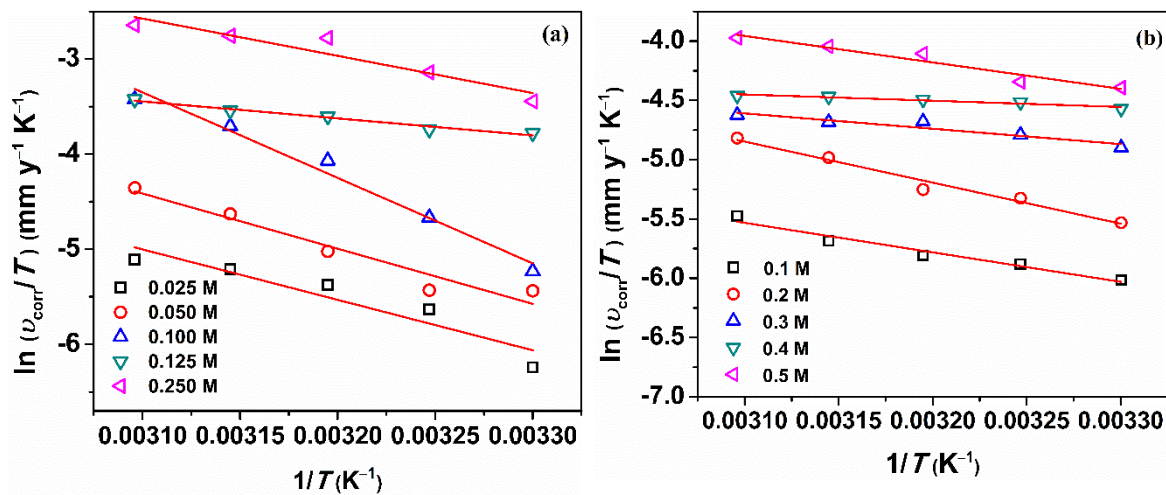 (a)
ln (υcorr/T) (mm y⁻¹ K⁻¹)
-3
-4
-5
-6
0.025 M
0.050 M
0.100 M
0.125 M
0.250 M
0.00310 0.00315 0.00320 0.00325 0.00330
1/T (K⁻¹)
(b)
ln (υcorr/T) (mm y⁻¹ K⁻¹)
-4.0
-4.5
-5.0
-5.5
-6.0
-6.5
-7.0
0.1 M
0.2 M
0.3 M
0.4 M
0.5 M
0.00310 0.00315 0.00320 0.00325 0.00330
1/T (K⁻¹)